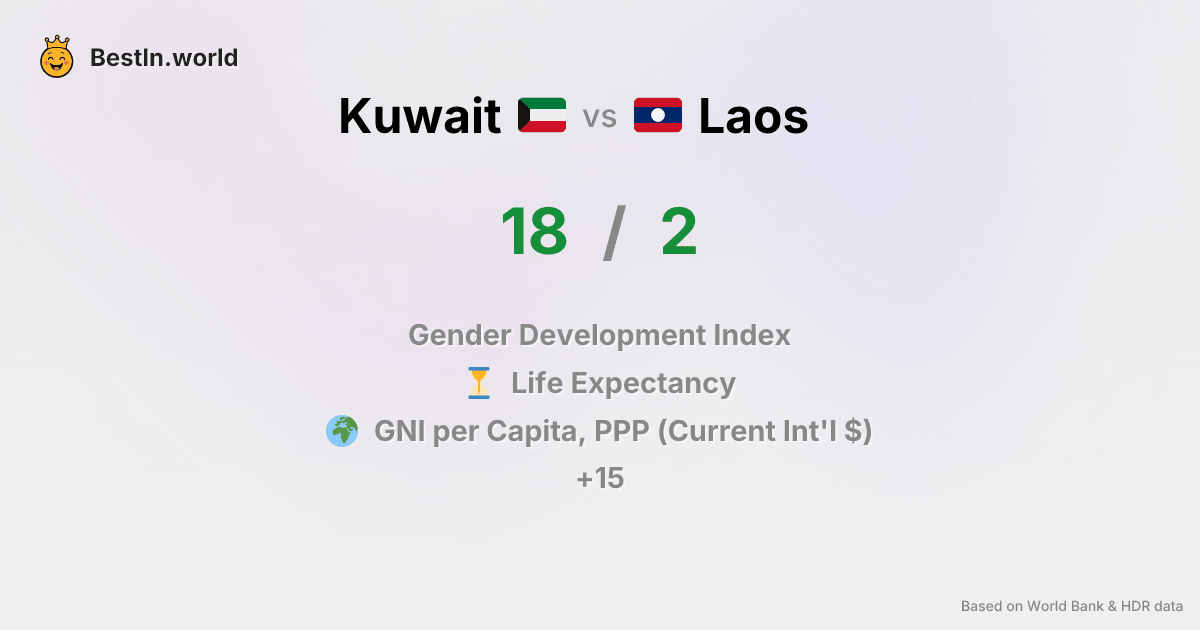 BestIn.world
Kuwait vs Laos
18 / 2
Gender Development Index
Life Expectancy
GNI per Capita, PPP (Current Int'l $)
+15
Based on World Bank & HDR data